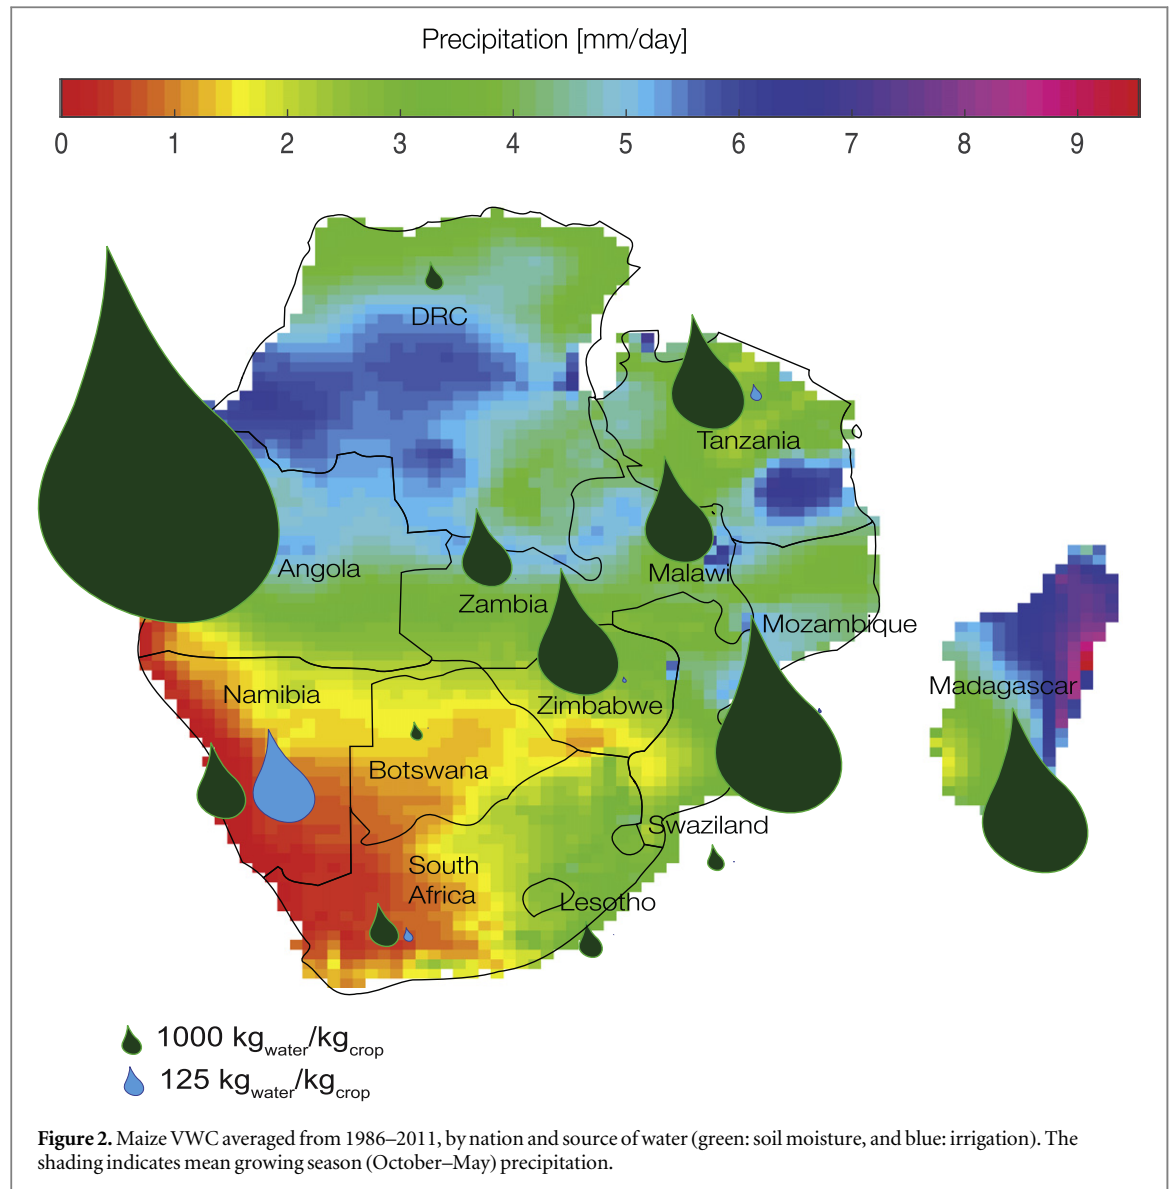 Precipitation [mm/day]
0 1 2 3 4 5 6 7 8 9
DRC
Tanzania
Angola
Malawi
Zambia
Mozambique
Madagascar
Namibia
Zimbabwe
Botswana
Swaziland
South
Africa
Lesotho
1000 kgwater/kgcrop
125 kgwater/kgcrop
Figure 2. Maize VWC averaged from 1986–2011, by nation and source of water (green: soil moisture, and blue: irrigation). The
shading indicates mean growing season (October–May) precipitation.